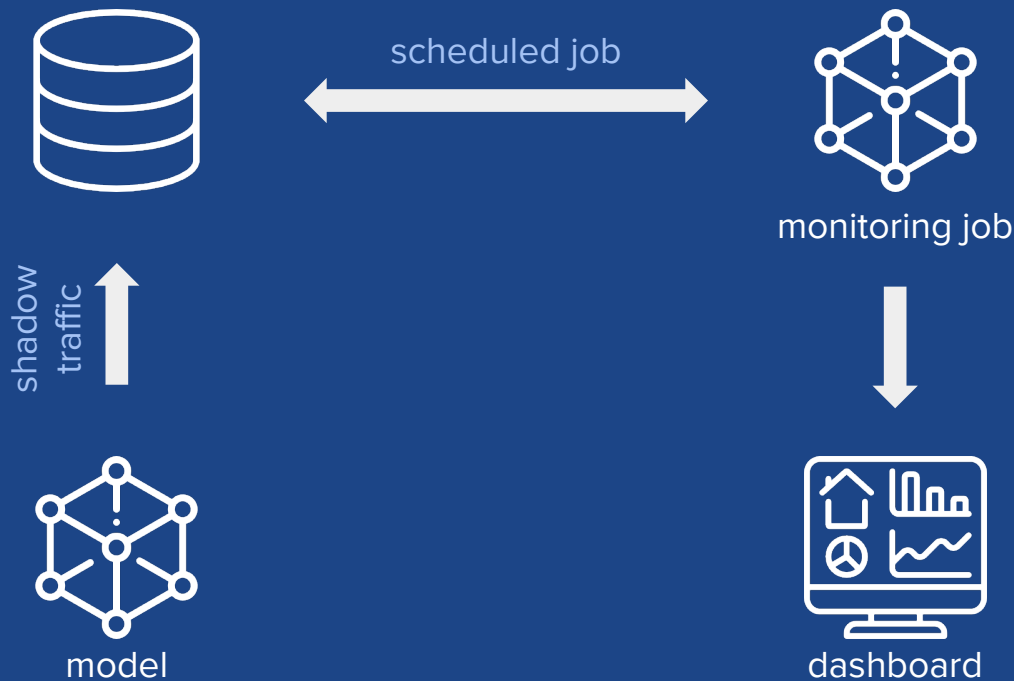 scheduled job
monitoring job
shadow
traffic
model
dashboard